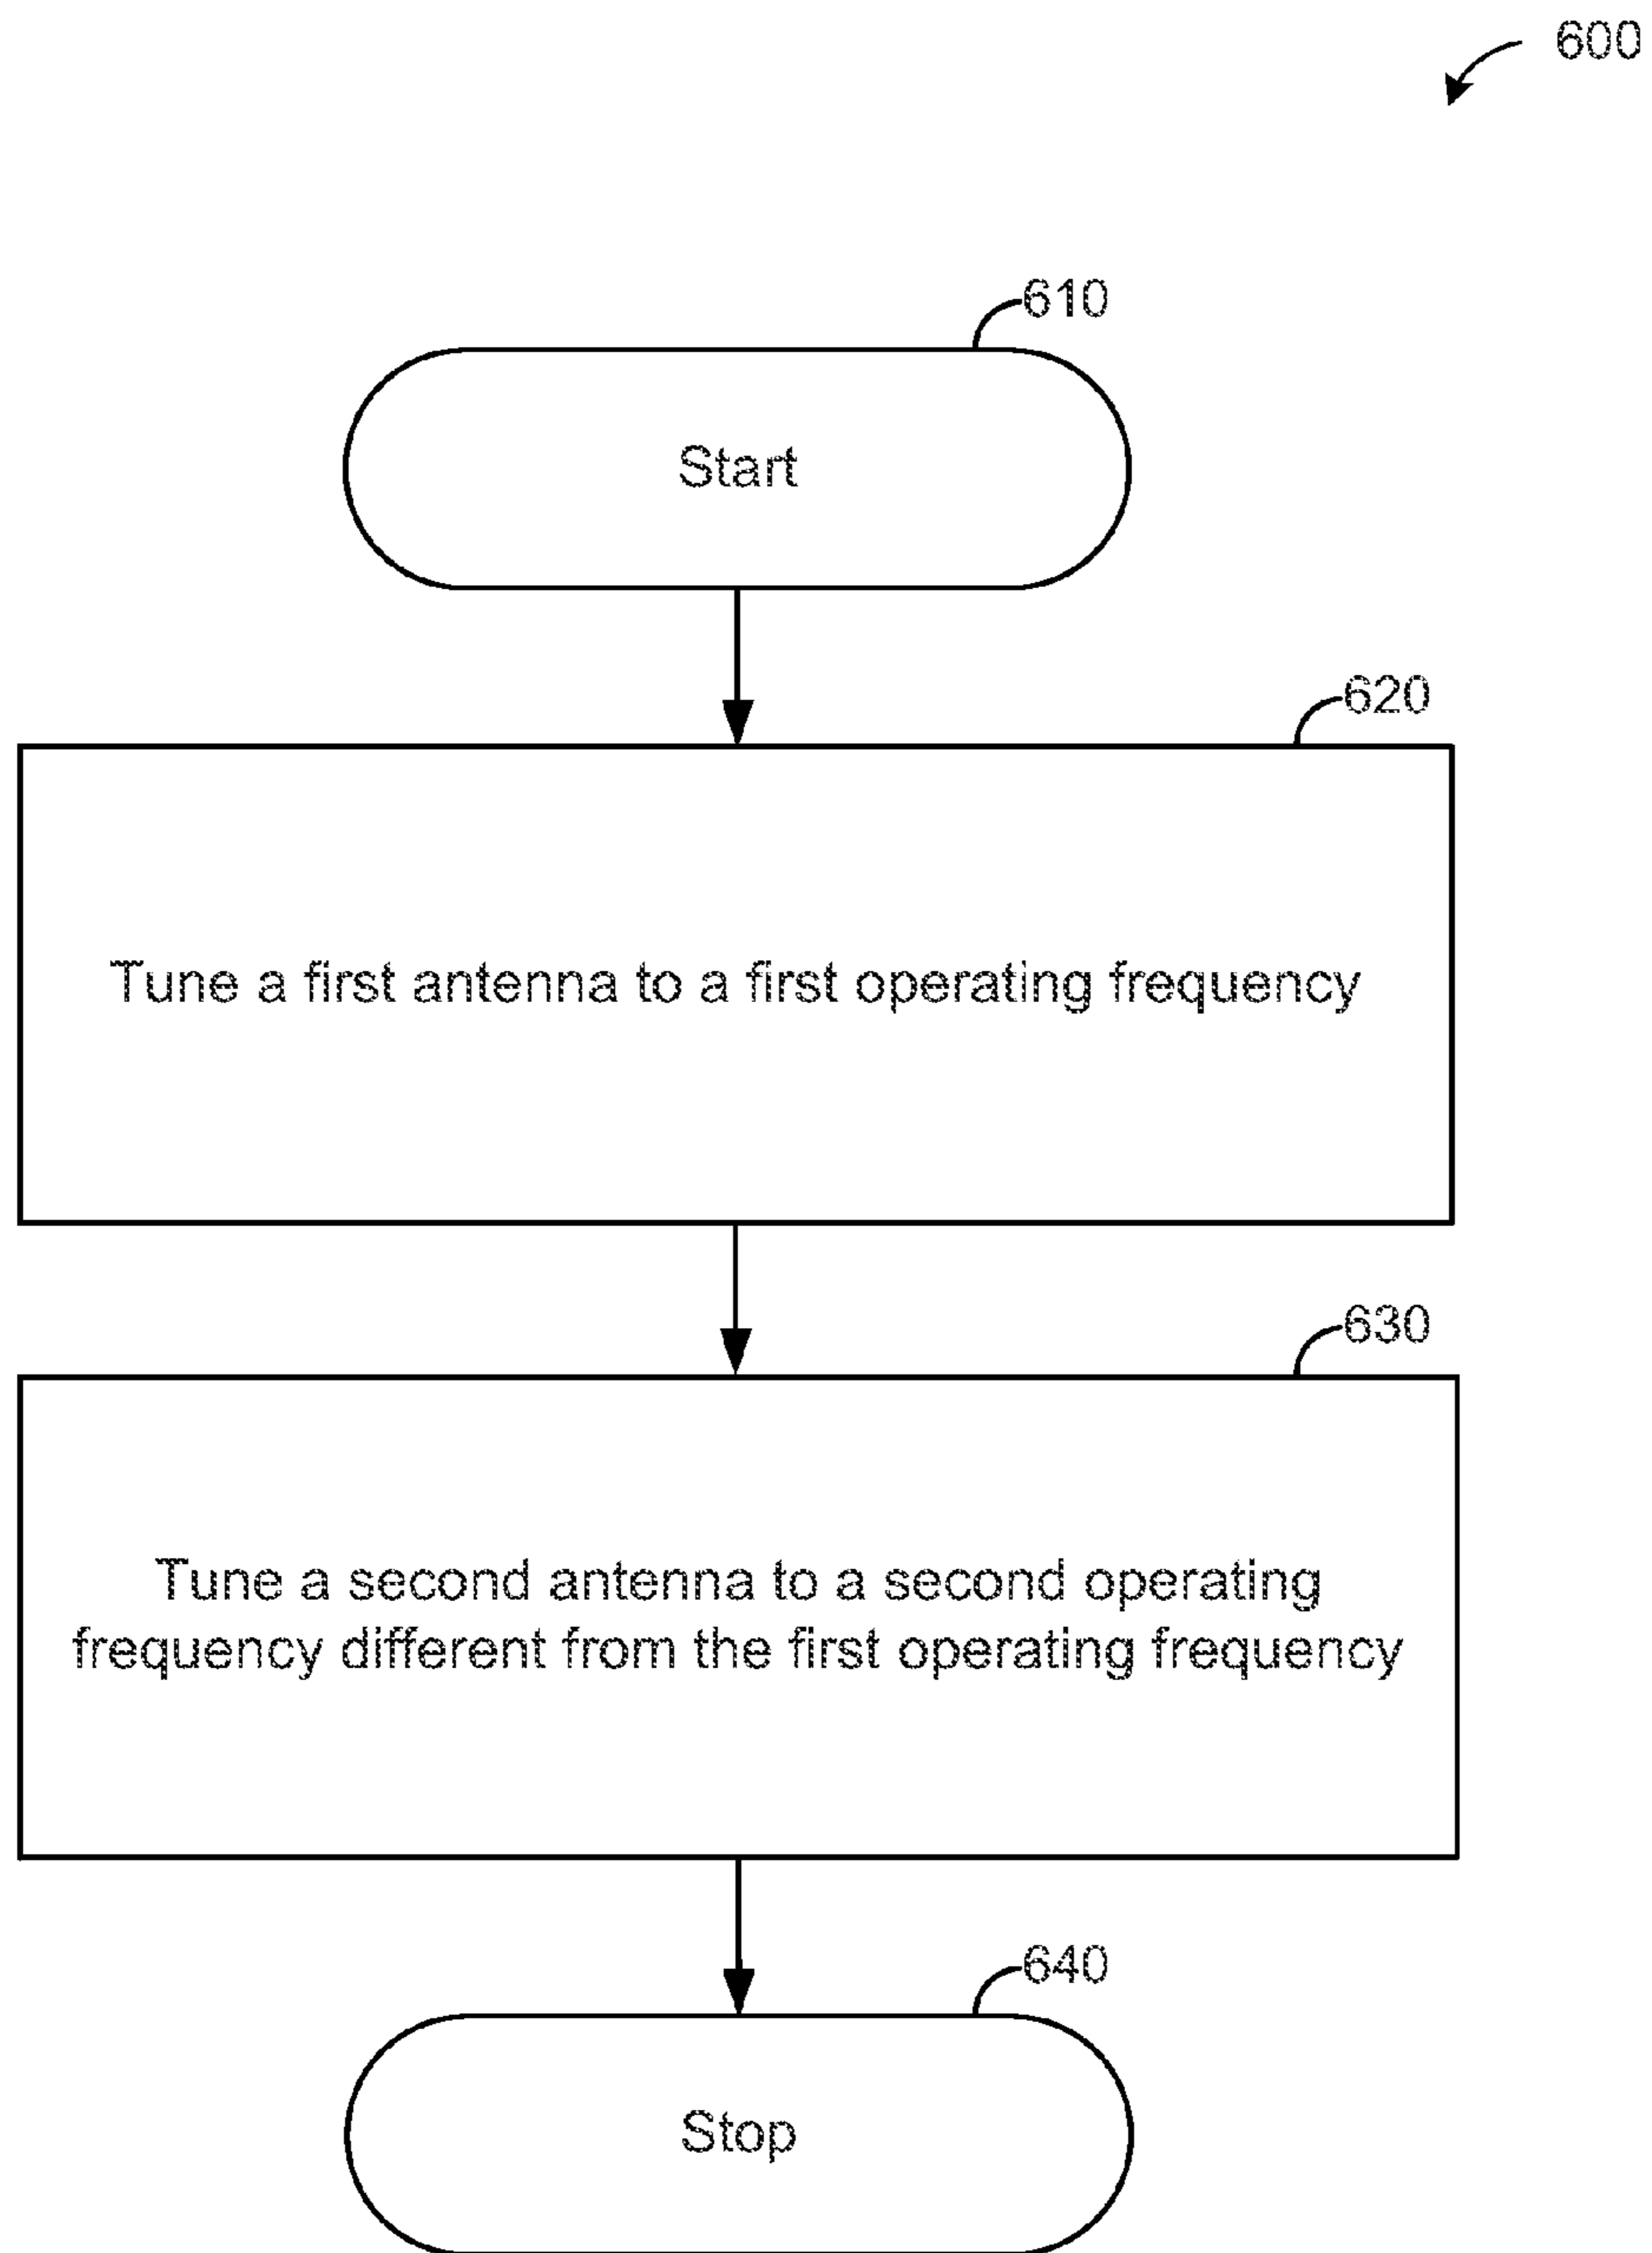 600
610
Start
620
Tune a first antenna to a first operating frequency
630
Tune a second antenna to a second operating
frequency different from the first operating frequency
640
Stop